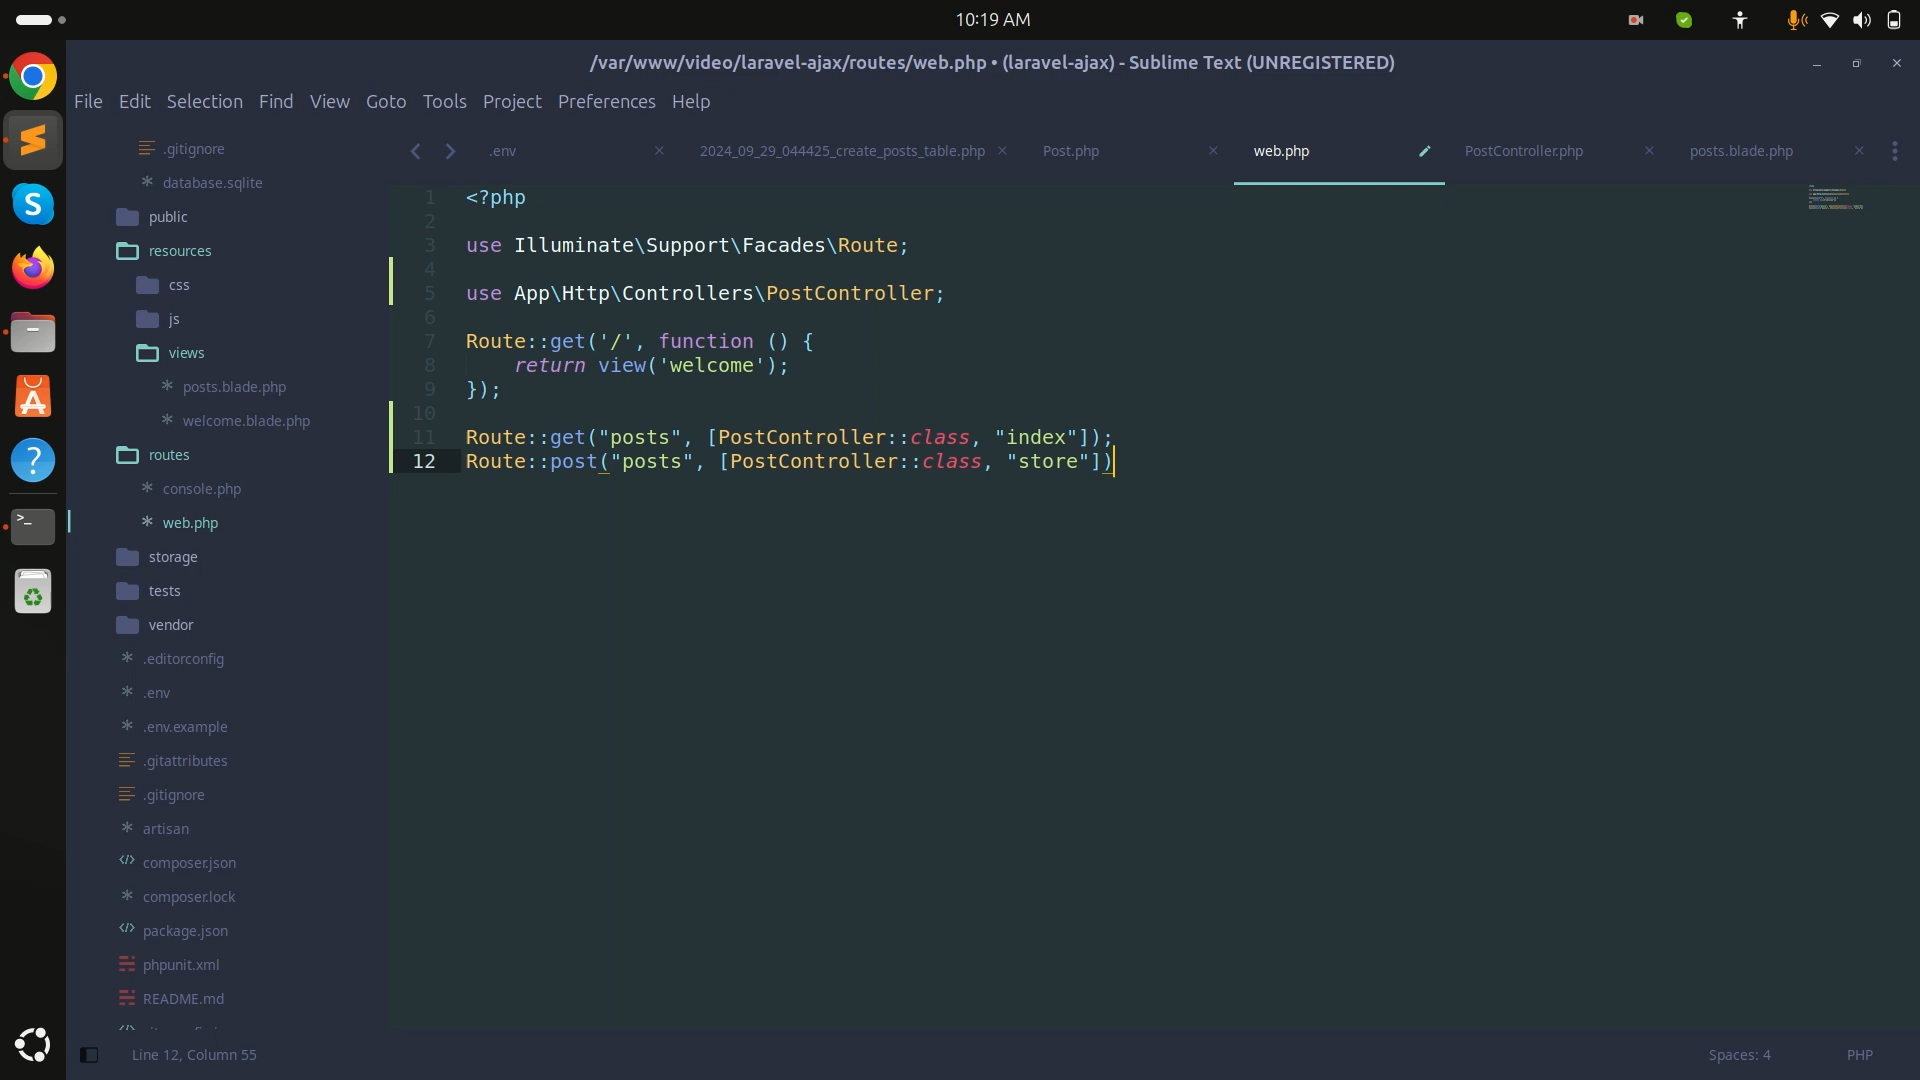 10:19 AM
/var/www/video/laravel-ajax/routes/web.php • (laravel-ajax) - Sublime Text (UNREGISTERED)
File Edit Selection Find View Goto Tools Project Preferences Help
.env 2024_09_29_044425_create_posts_table.php Post.php web.php PostController.php posts.blade.php
.gitignore
database.sqlite
public
resources
css
js
views
posts.blade.php
welcome.blade.php
routes
console.php
web.php
storage
tests
vendor
.editorconfig
.env
.env.example
.gitattributes
.gitignore
artisan
composer.json
composer.lock
package.json
phpunit.xml
README.md
1 <?php
2
3 use Illuminate\Support\Facades\Route;
4
5 use App\Http\Controllers\PostController;
6
7 Route::get('/', function () {
8     return view('welcome');
9 });
10
11 Route::get("posts", [PostController::class, "index"]);
12 Route::post("posts", [PostController::class, "store"])
Line 12, Column 55
Spaces: 4
PHP